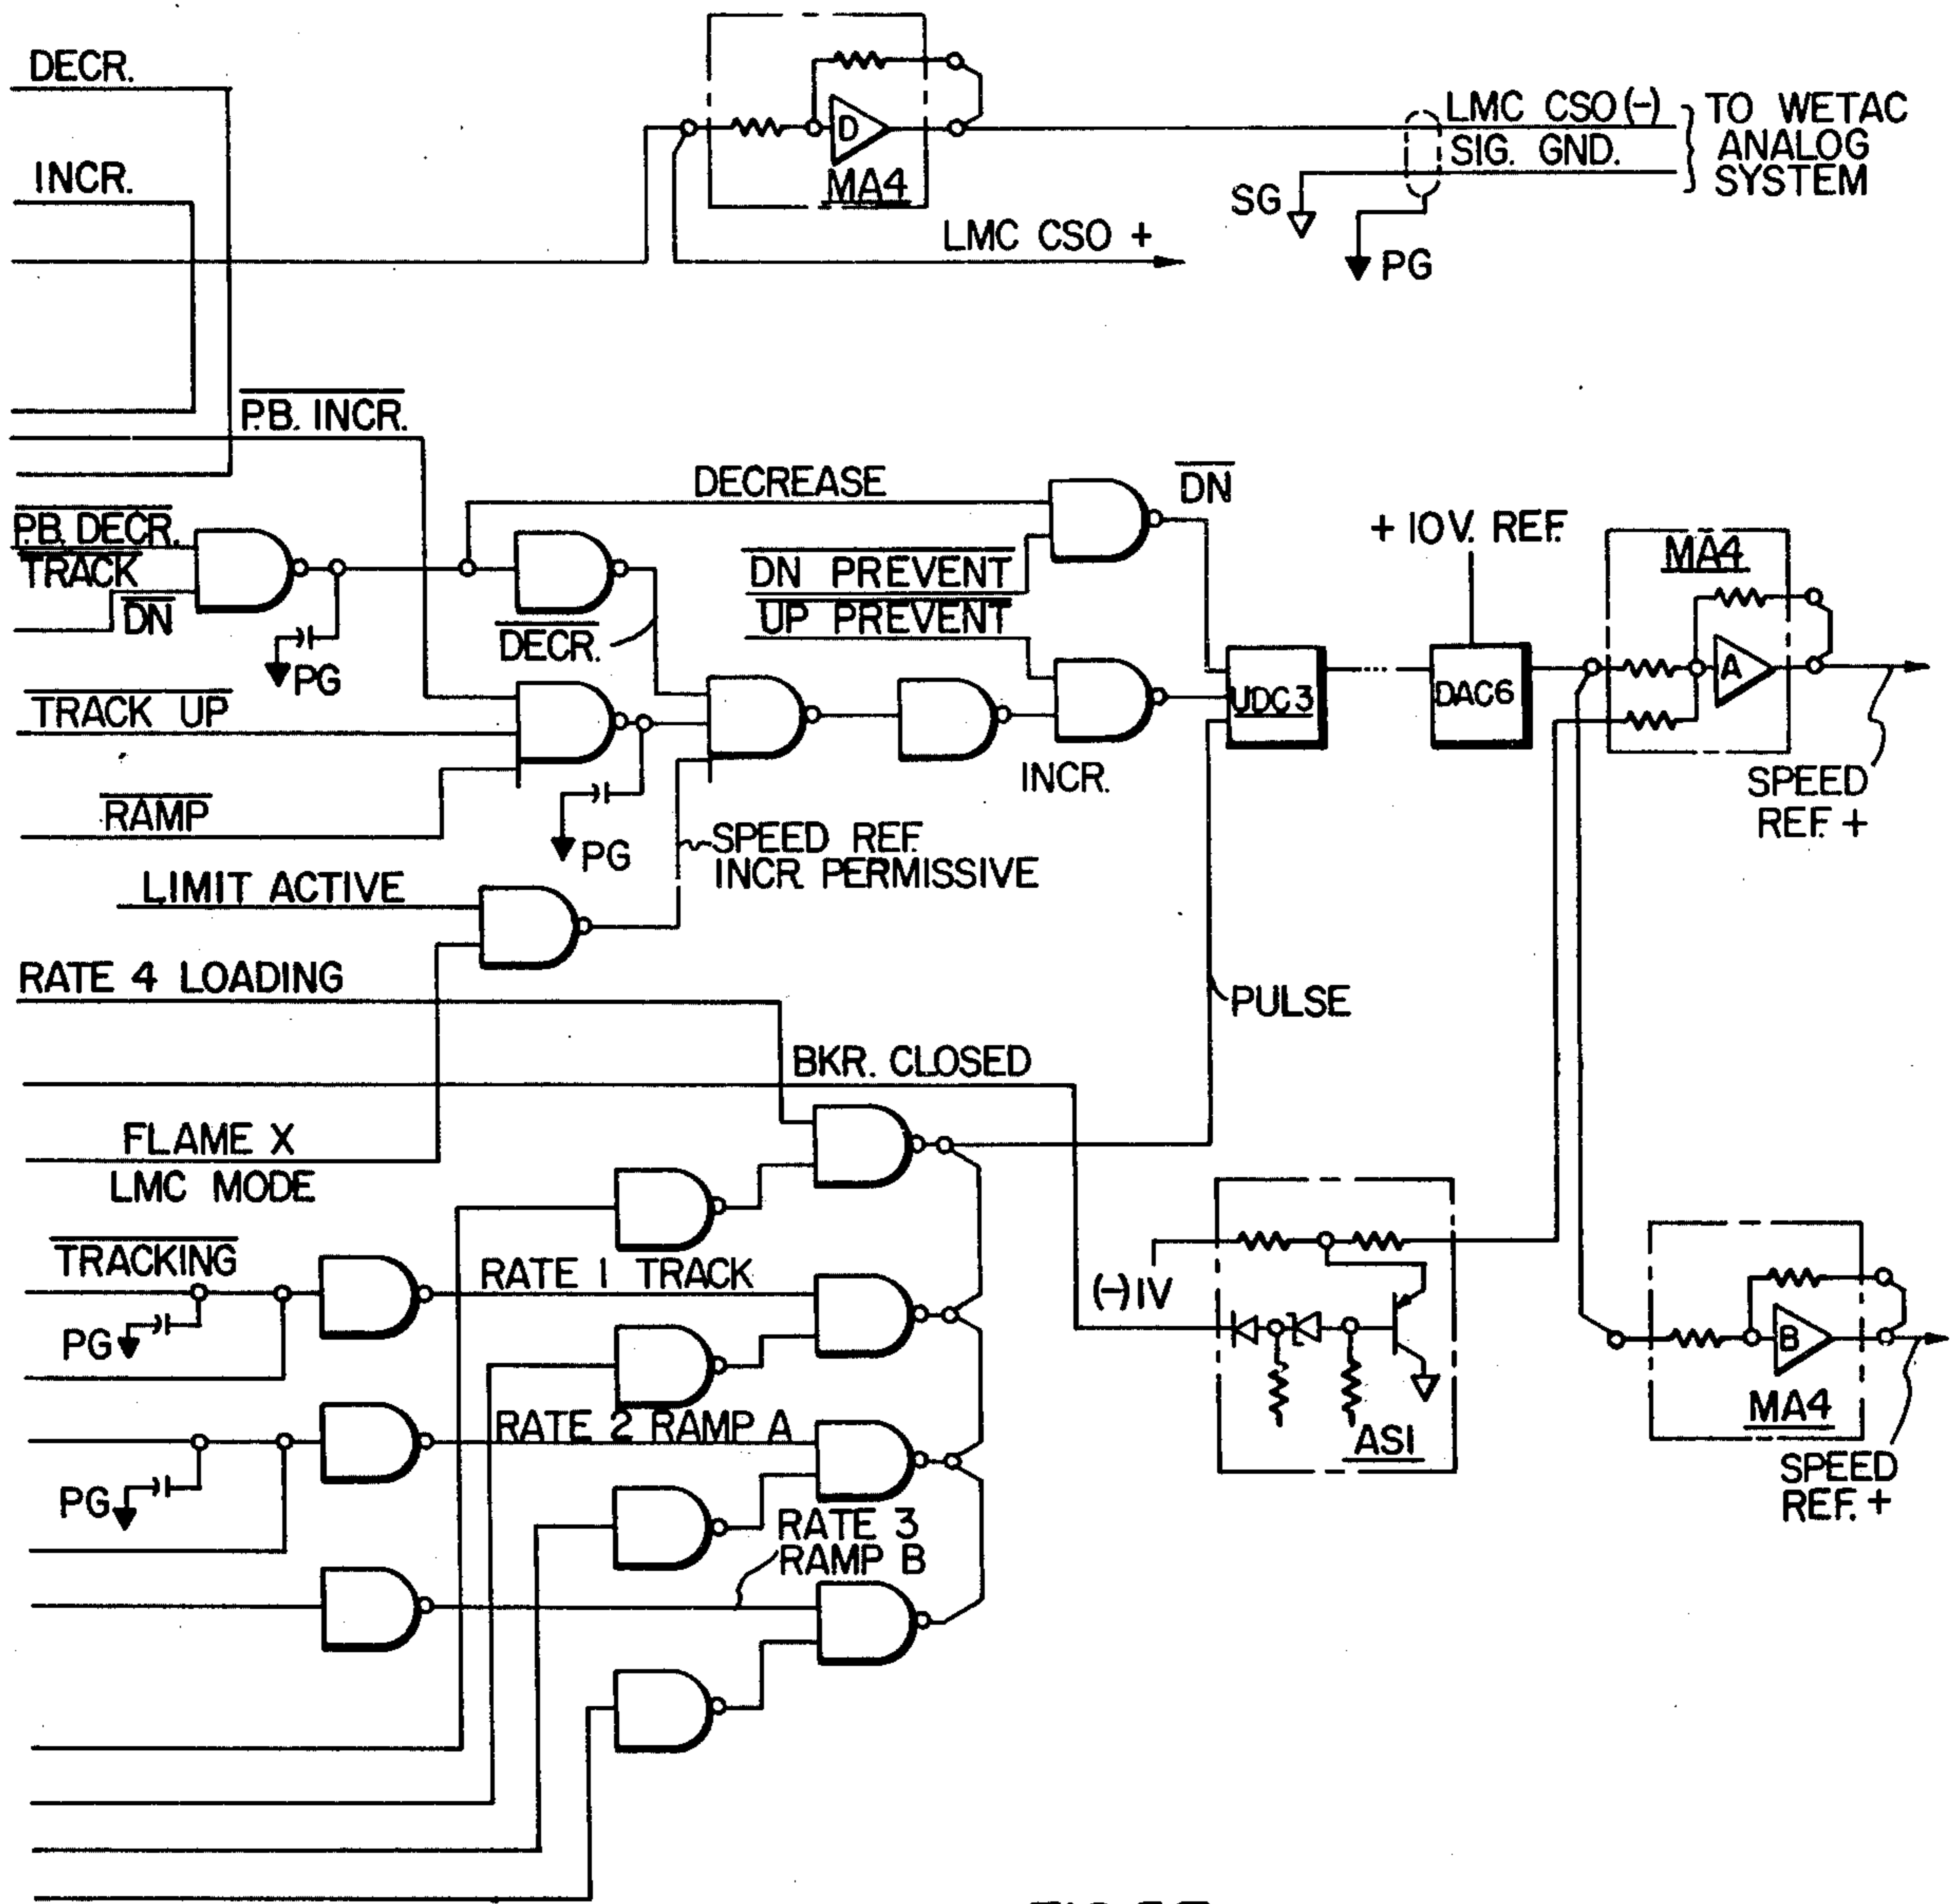 DECR.
INCR.
D
MA4
LMC CSO (-)
SIG. GND.
TO WETAC
ANALOG
SYSTEM
SG
PG
LMC CSO +
P.B. INCR.
DECREASE
DN
P.B. DECR.
TRACK
DN
PG
DECR.
DN PREVENT
UP PREVENT
+ 10V. REF.
MA4
A
UDC3
DAC6
SPEED
REF. +
TRACK UP
RAMP
PG
INCR.
SPEED REF.
INCR PERMISSIVE
LIMIT ACTIVE
RATE 4 LOADING
PULSE
BKR. CLOSED
FLAME X
LMC MODE
TRACKING
PG
RATE 1 TRACK
(-) 1V
B
MA4
SPEED
REF. +
AS1
RATE 2 RAMP A
PG
RATE 3
RAMP B